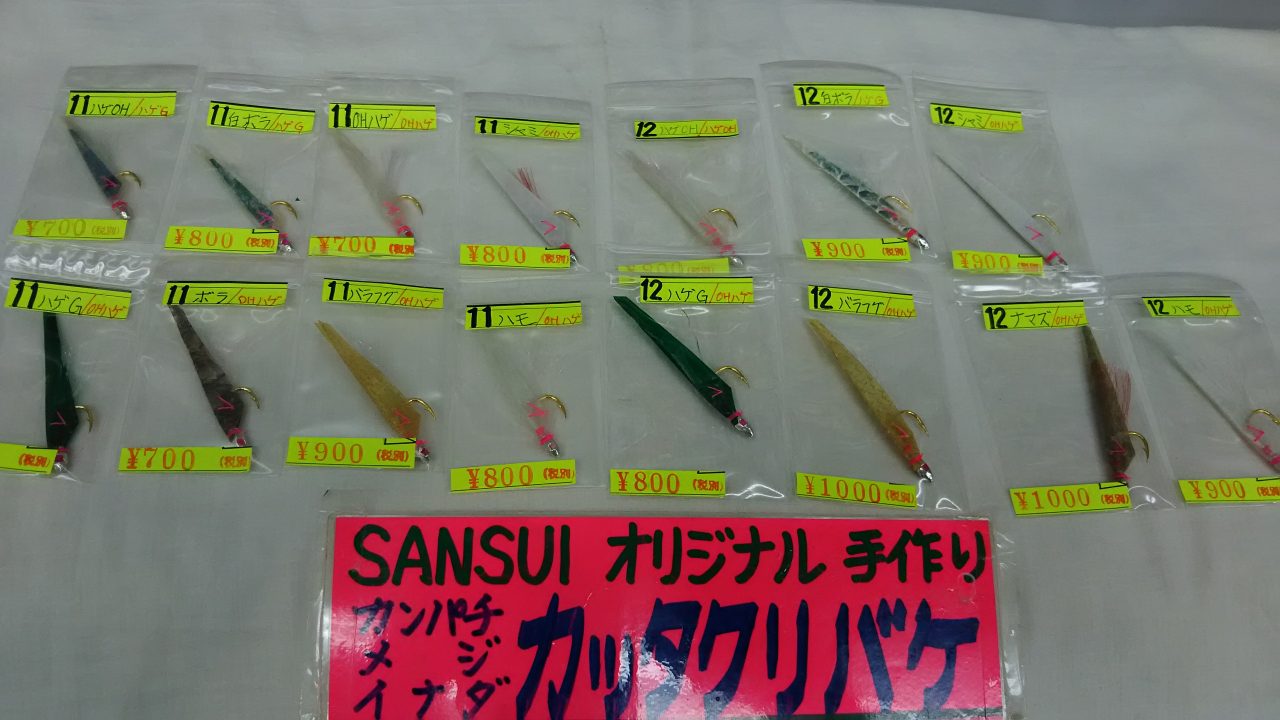 11 ハゲOH/ハゲG
11 白ボラ/ハゲG
11 OHハゲ/OHハゲ
11 シャミ/OHハゲ
12 ハゲOH/ハゲOH
12 白ボラ/ハゲG
12 シャミ/OHハゲ
¥700(税別)
¥800(税別)
¥700(税別)
¥800(税別)
¥800(税別)
¥900(税別)
¥900(税別)
11 ハゲG/OHハゲ
11 ボラ/OHハゲ
11 バラフグ/OHハゲ
11 ハモ/OHハゲ
12 ハゲG/OHハゲ
12 バラフグ/OHハゲ
12 ナマズ/OHハゲ
12 ハモ/OHハゲ
(税別)
¥700(税別)
¥900(税別)
¥800(税別)
¥800(税別)
¥1000(税別)
¥1000(税別)
¥900(税別)
SANSUI オリジナル 手作り
カンパチ
メジ
イナダ
カッタクリバケ